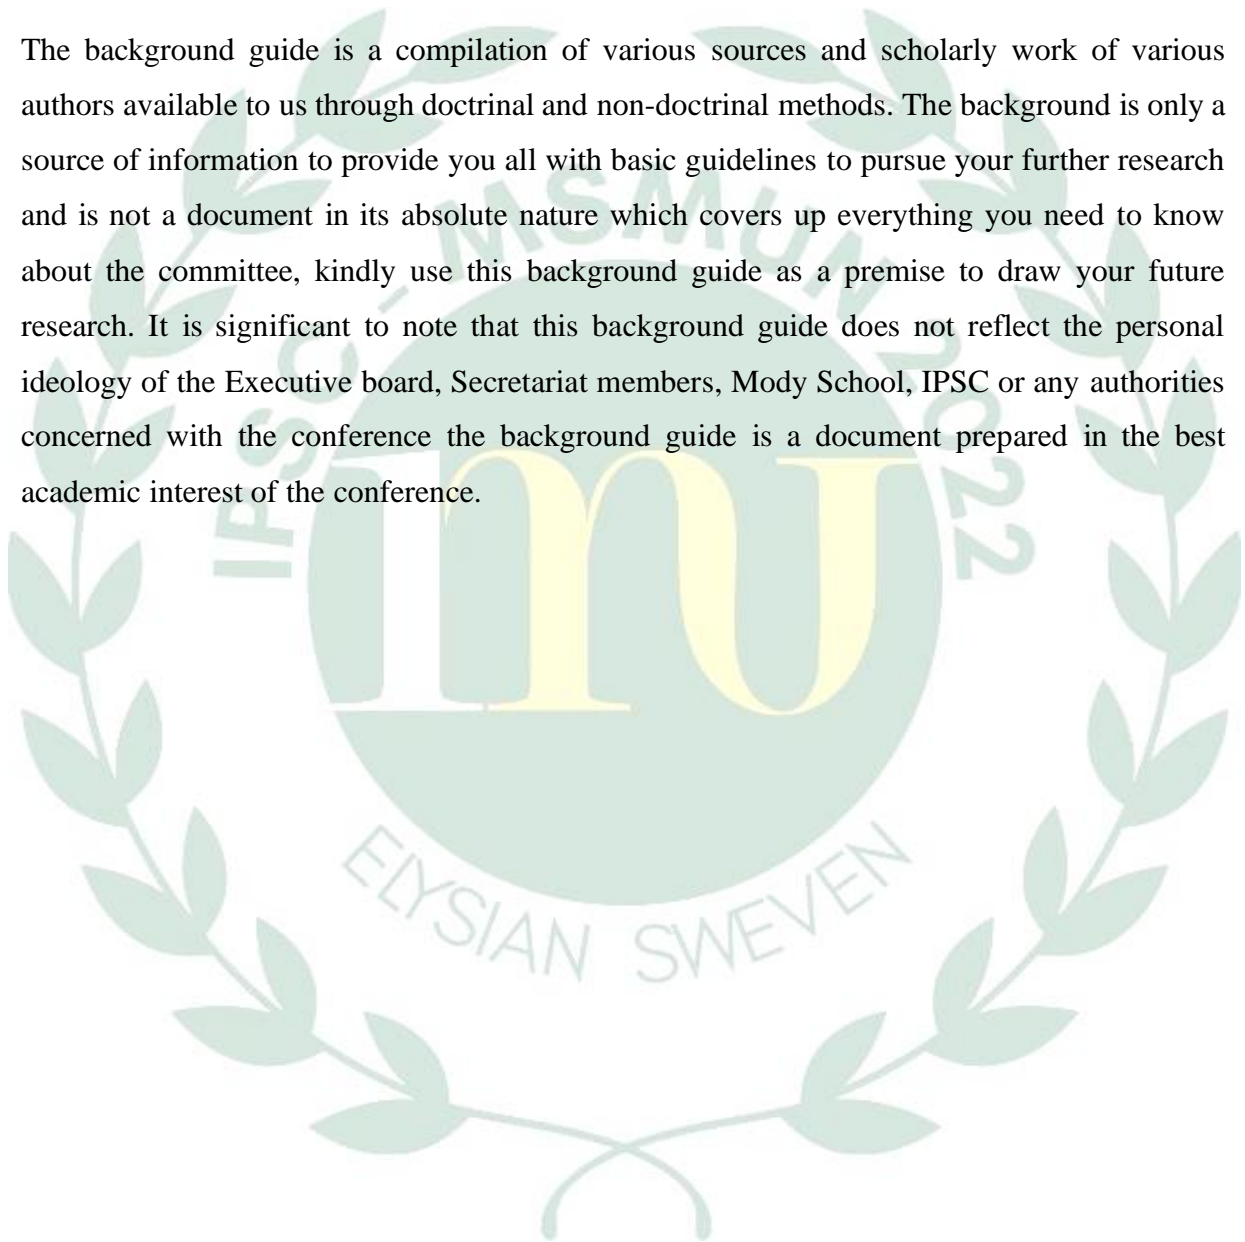 The background guide is a compilation of various sources and scholarly work of various
authors available to us through doctrinal and non-doctrinal methods. The background is only a
source of information to provide you all with basic guidelines to pursue your further research
and is not a document in its absolute nature which covers up everything you need to know
about the committee, kindly use this background guide as a premise to draw your future
research. It is significant to note that this background guide does not reflect the personal
ideology of the Executive board, Secretariat members, Mody School, IPSC or any authorities
concerned with the conference the background guide is a document prepared in the best
academic interest of the conference.
IPSC - MSMUN 2022
mu
ELYSIAN SWEVEN